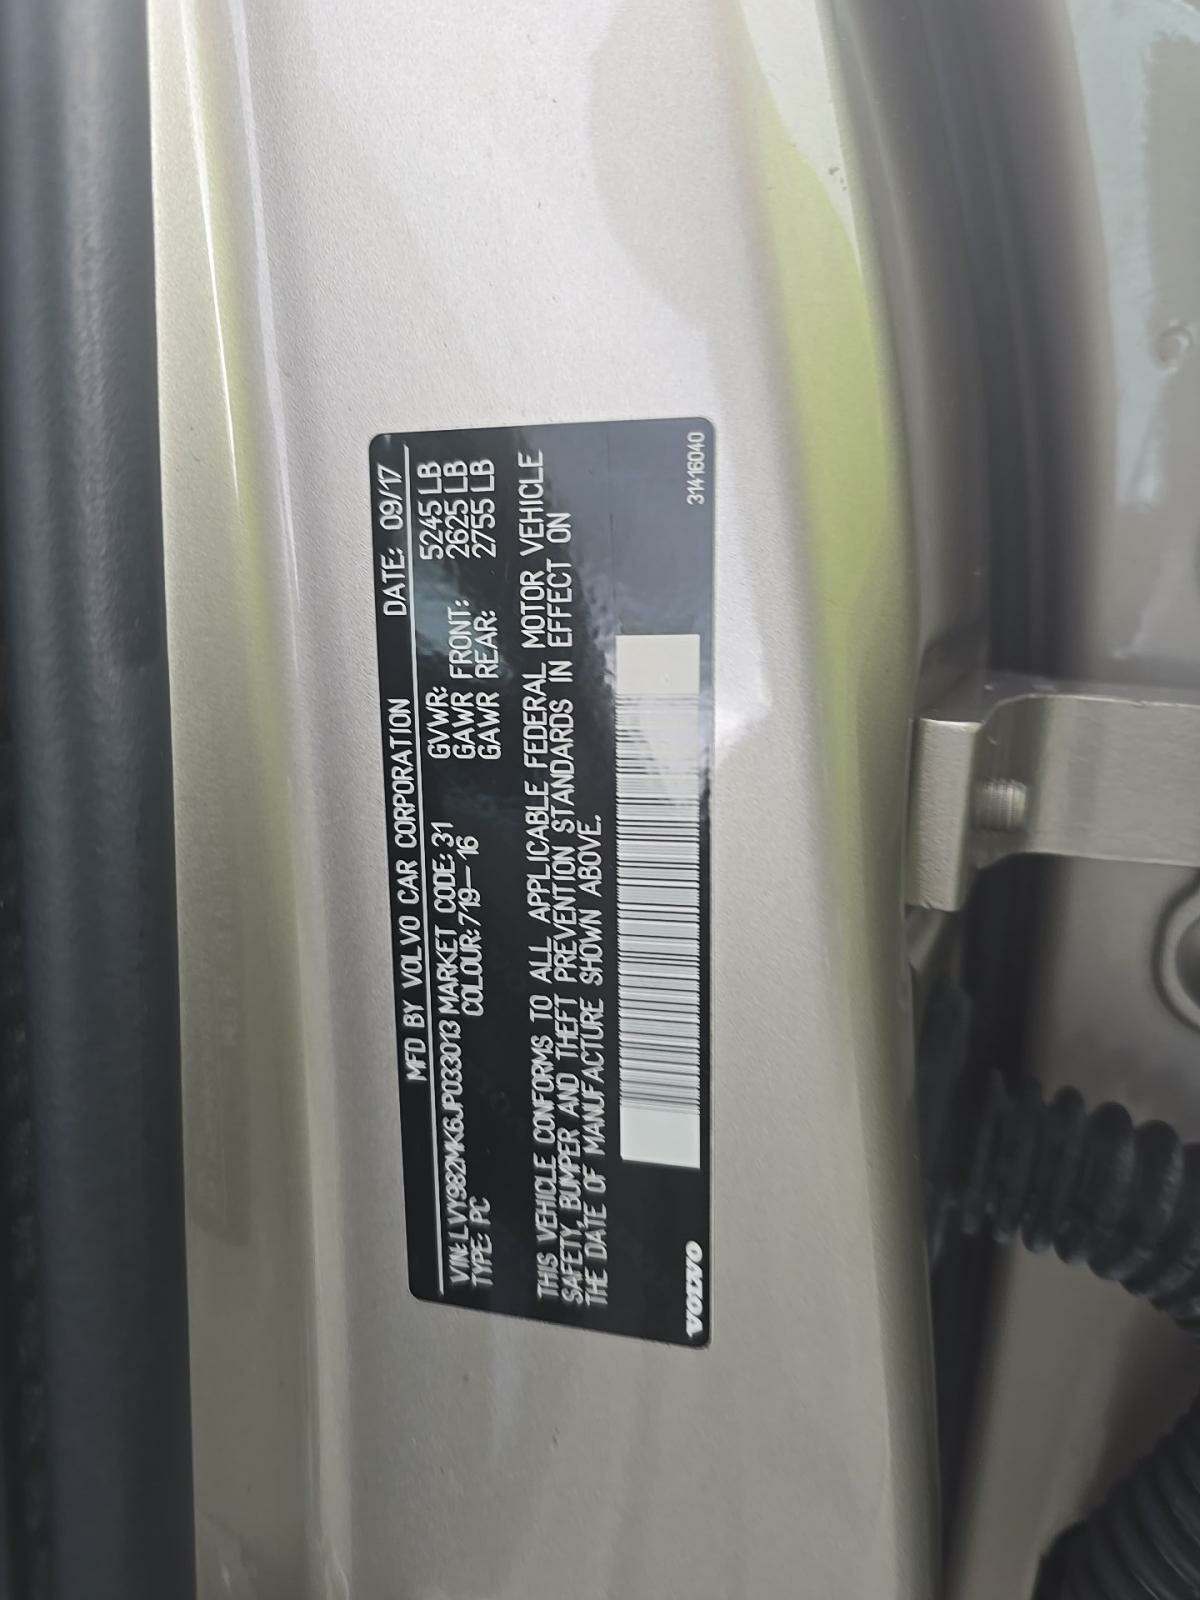 MFD BY VOLVO CAR CORPORATION DATE: 09/17
VIN: LVY982MK6JP033013 MARKET CODE: 31 GVWR: 5245 LB
TYPE: PC COLOUR: 719-16 GAWR FRONT: 2625 LB
GAWR REAR: 2755 LB
THIS VEHICLE CONFORMS TO ALL APPLICABLE FEDERAL MOTOR VEHICLE
SAFETY, BUMPER AND THEFT PREVENTION STANDARDS IN EFFECT ON
THE DATE OF MANUFACTURE SHOWN ABOVE.
VOLVO 31416040